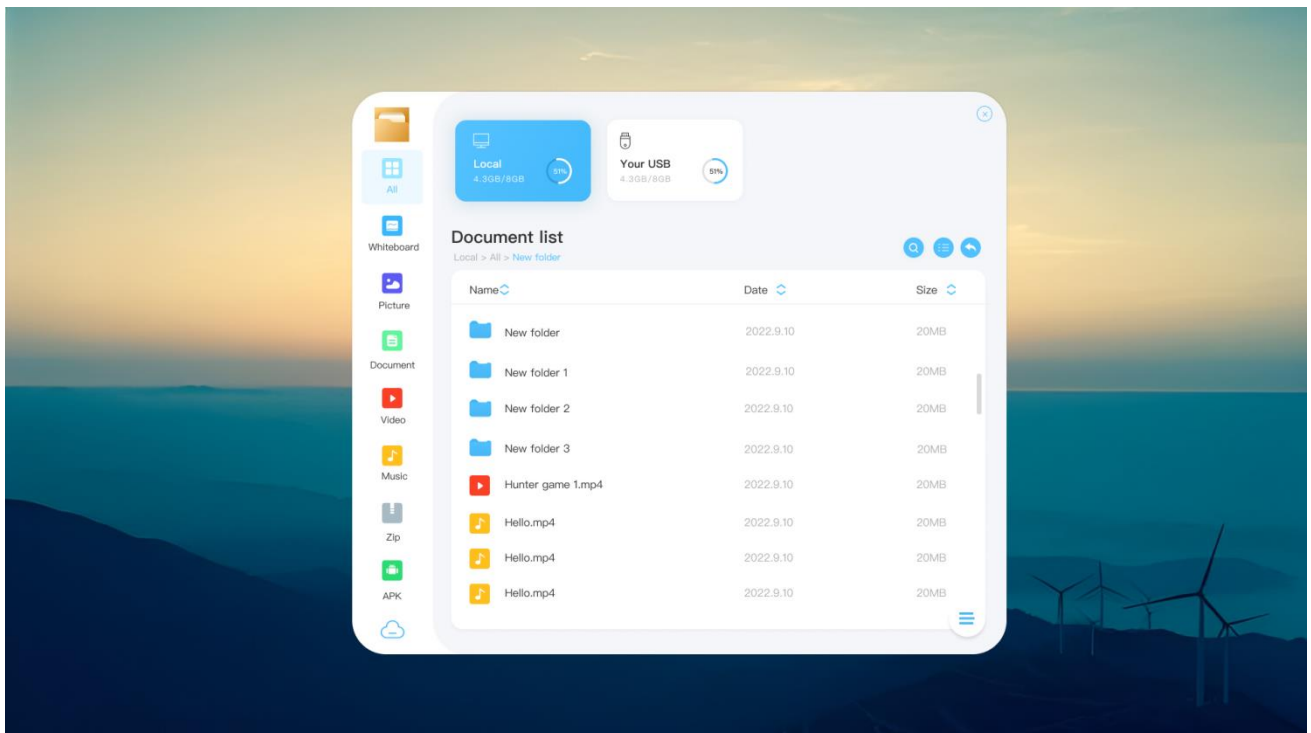 All
Whiteboard
Picture
Document
Video
Music
Zip
APK
Local
4.3GB/8GB
51%
Your USB
4.3GB/8GB
51%
Document list
Local > All > New folder
Name Date Size
New folder 2022.9.10 20MB
New folder 1 2022.9.10 20MB
New folder 2 2022.9.10 20MB
New folder 3 2022.9.10 20MB
Hunter game 1.mp4 2022.9.10 20MB
Hello.mp4 2022.9.10 20MB
Hello.mp4 2022.9.10 20MB
Hello.mp4 2022.9.10 20MB